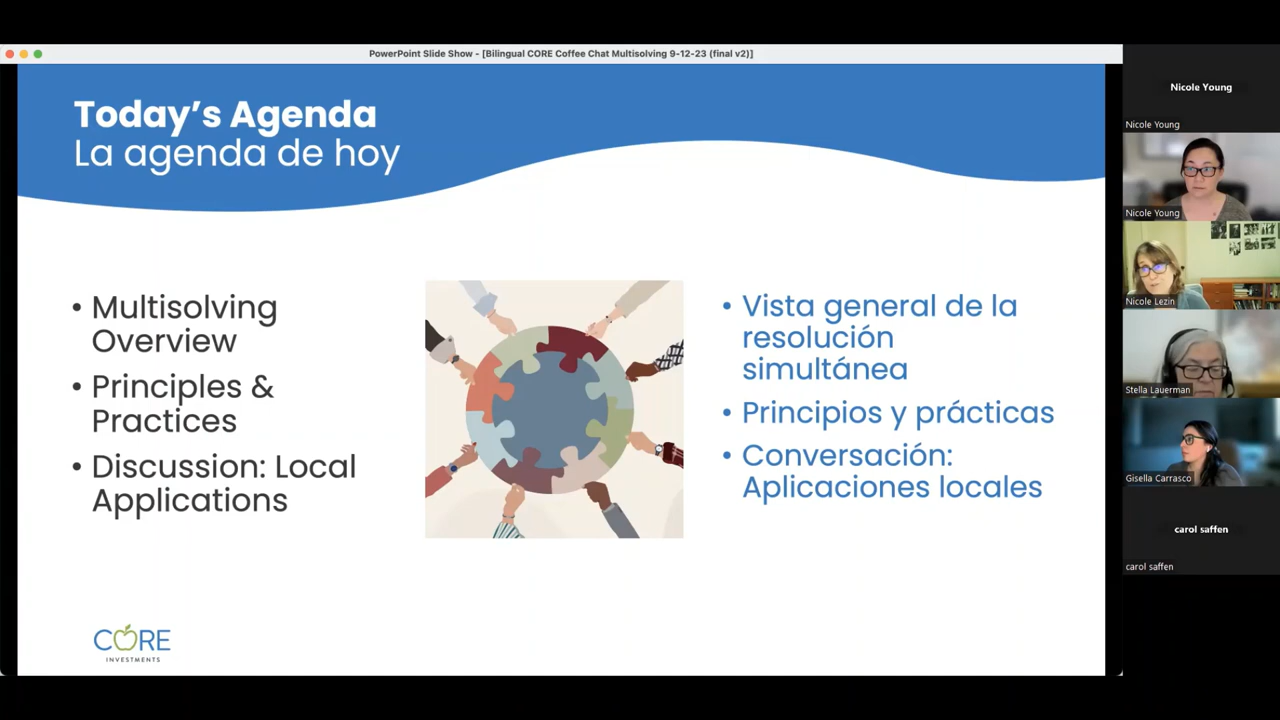 PowerPoint Slide Show - [Bilingual CORE Coffee Chat Multisolving 9-12-23 (final v2)]
Today's Agenda
La agenda de hoy
• Multisolving
Overview
• Principles &
Practices
• Discussion: Local
Applications
• Vista general de la
resolución
simultánea
• Principios y prácticas
• Conversación:
Aplicaciones locales
CORE
INVESTMENTS
Nicole Young
Nicole Young
Nicole Young
Nicole Lezin
Stella Lauerman
Gisella Carrasco
carol saffen
carol saffen